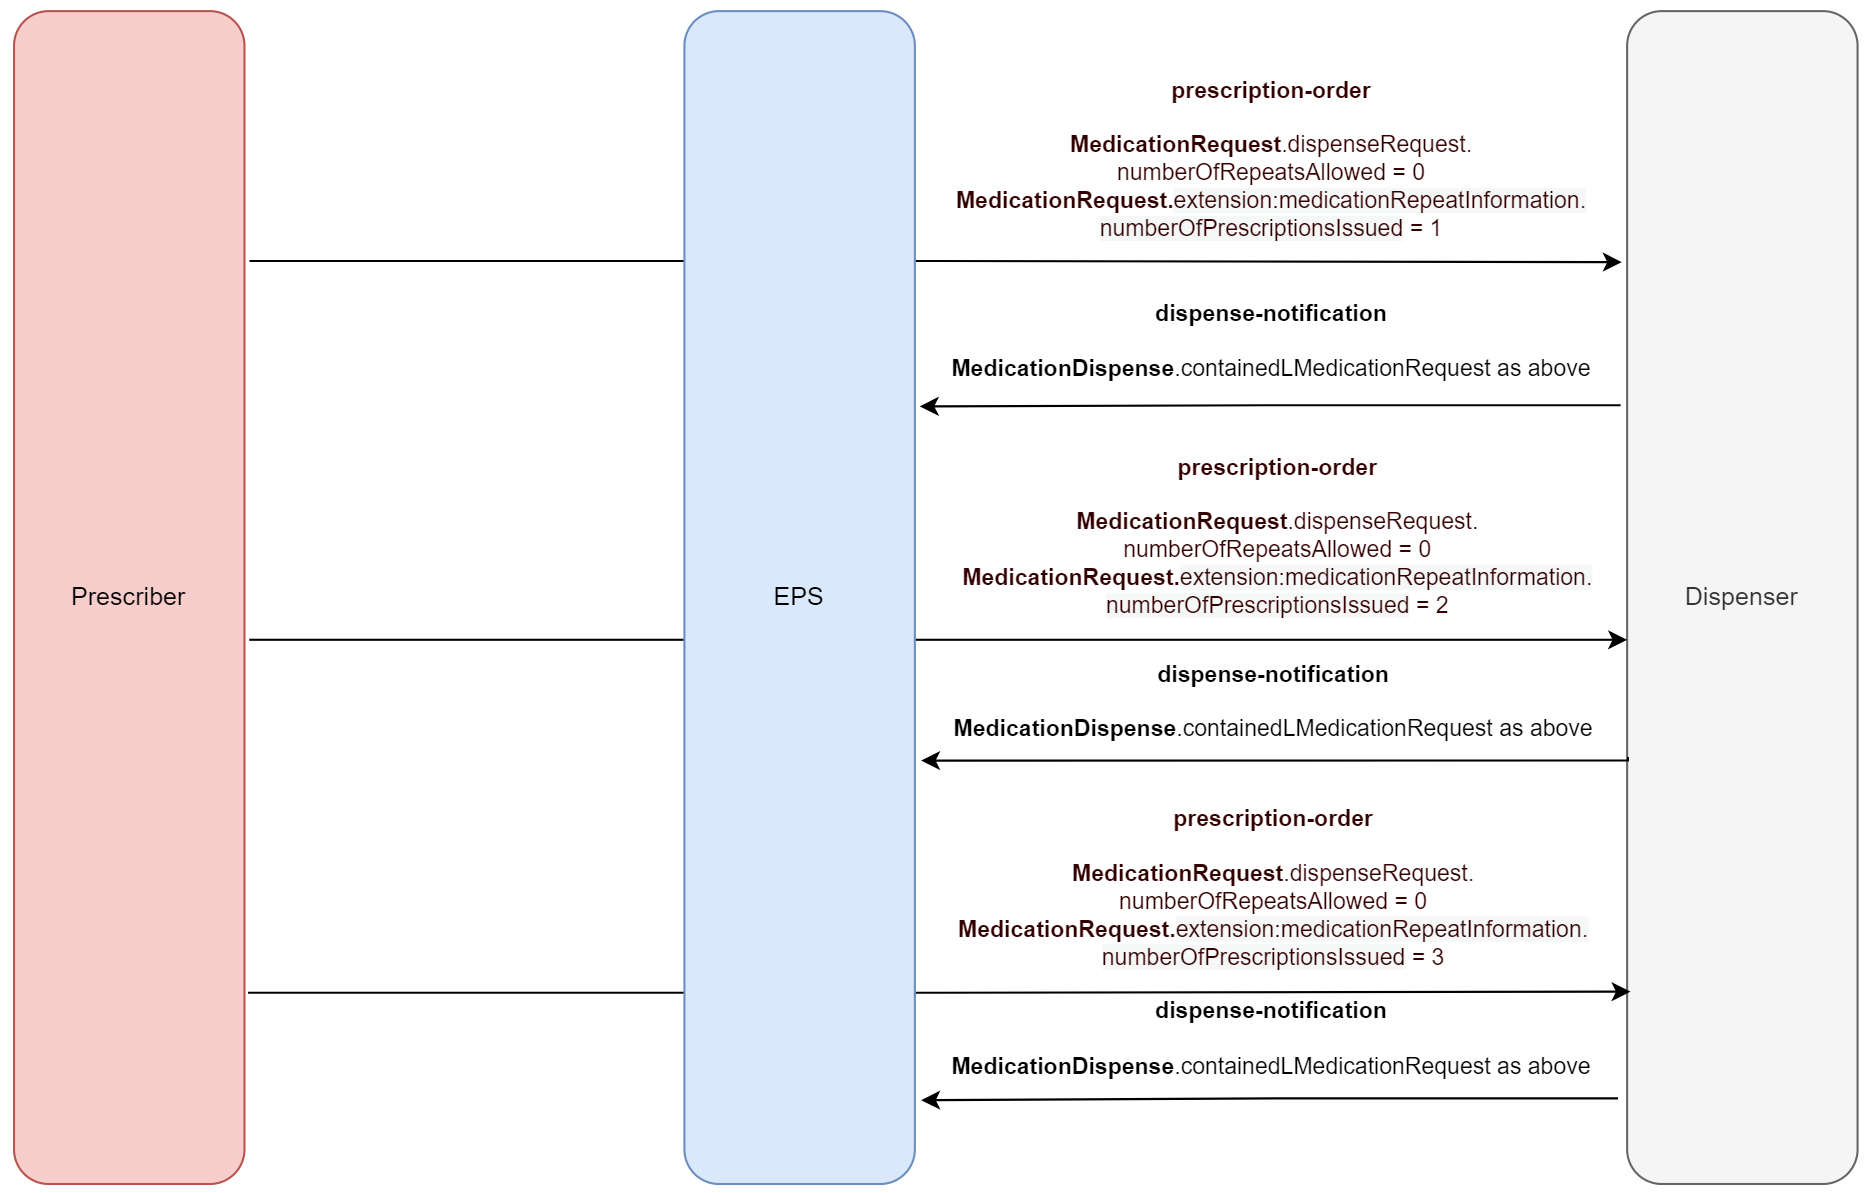 prescription-order
MedicationRequest.dispenseRequest.
numberOfRepeatsAllowed = 0
MedicationRequest.extension:medicationRepeatInformation.
numberOfPrescriptionsIssued = 1
dispense-notification
MedicationDispense.containedLMedicationRequest as above
prescription-order
MedicationRequest.dispenseRequest.
numberOfRepeatsAllowed = 0
MedicationRequest.extension:medicationRepeatInformation.
numberOfPrescriptionsIssued = 2
Prescriber
EPS
Dispenser
dispense-notification
MedicationDispense.containedLMedicationRequest as above
prescription-order
MedicationRequest.dispenseRequest.
numberOfRepeatsAllowed = 0
MedicationRequest.extension:medicationRepeatInformation.
numberOfPrescriptionsIssued = 3
dispense-notification
MedicationDispense.containedLMedicationRequest as above